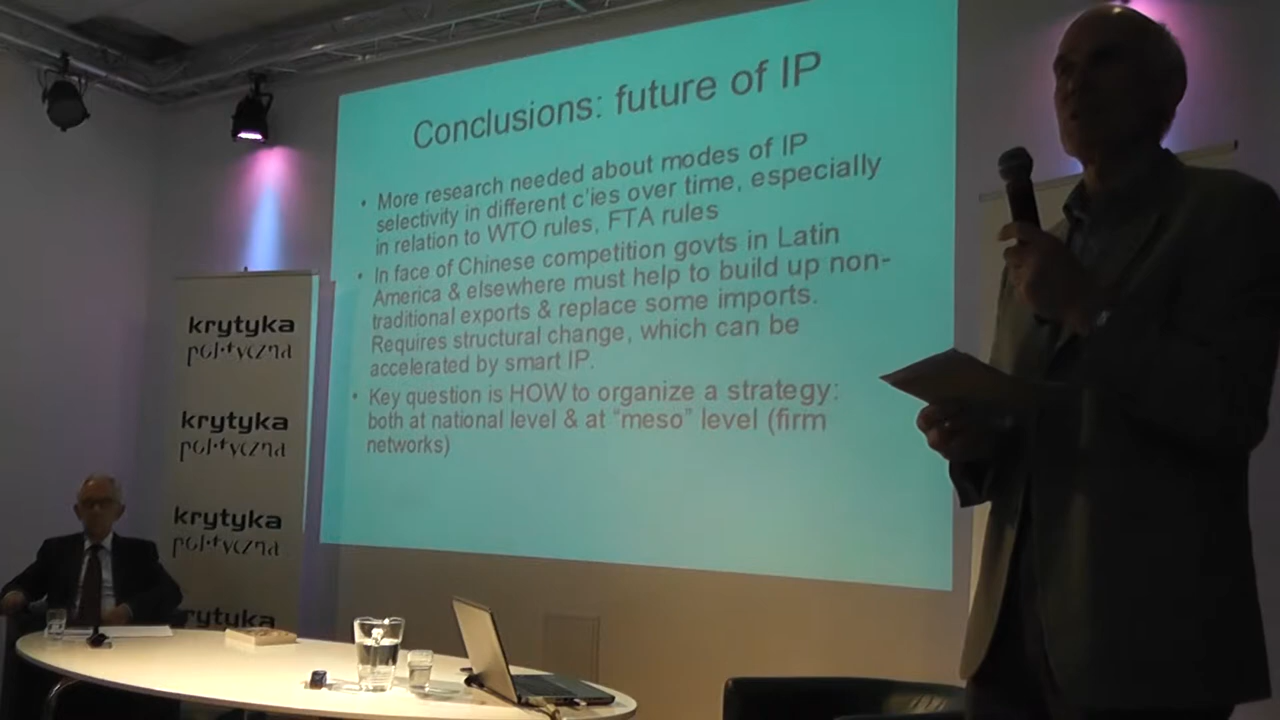 Conclusions: future of IP
• More research needed about modes of IP
selectivity in different c'ies over time, especially
in relation to WTO rules, FTA rules
• In face of Chinese competition govts in Latin
America & elsewhere must help to build up non-
traditional exports & replace some imports.
Requires structural change, which can be
accelerated by smart IP.
• Key question is HOW to organize a strategy:
both at national level & at “meso” level (firm
networks)
krytyka
polityczna
krytyka
polityczna
krytyka
polityczna
krytyka